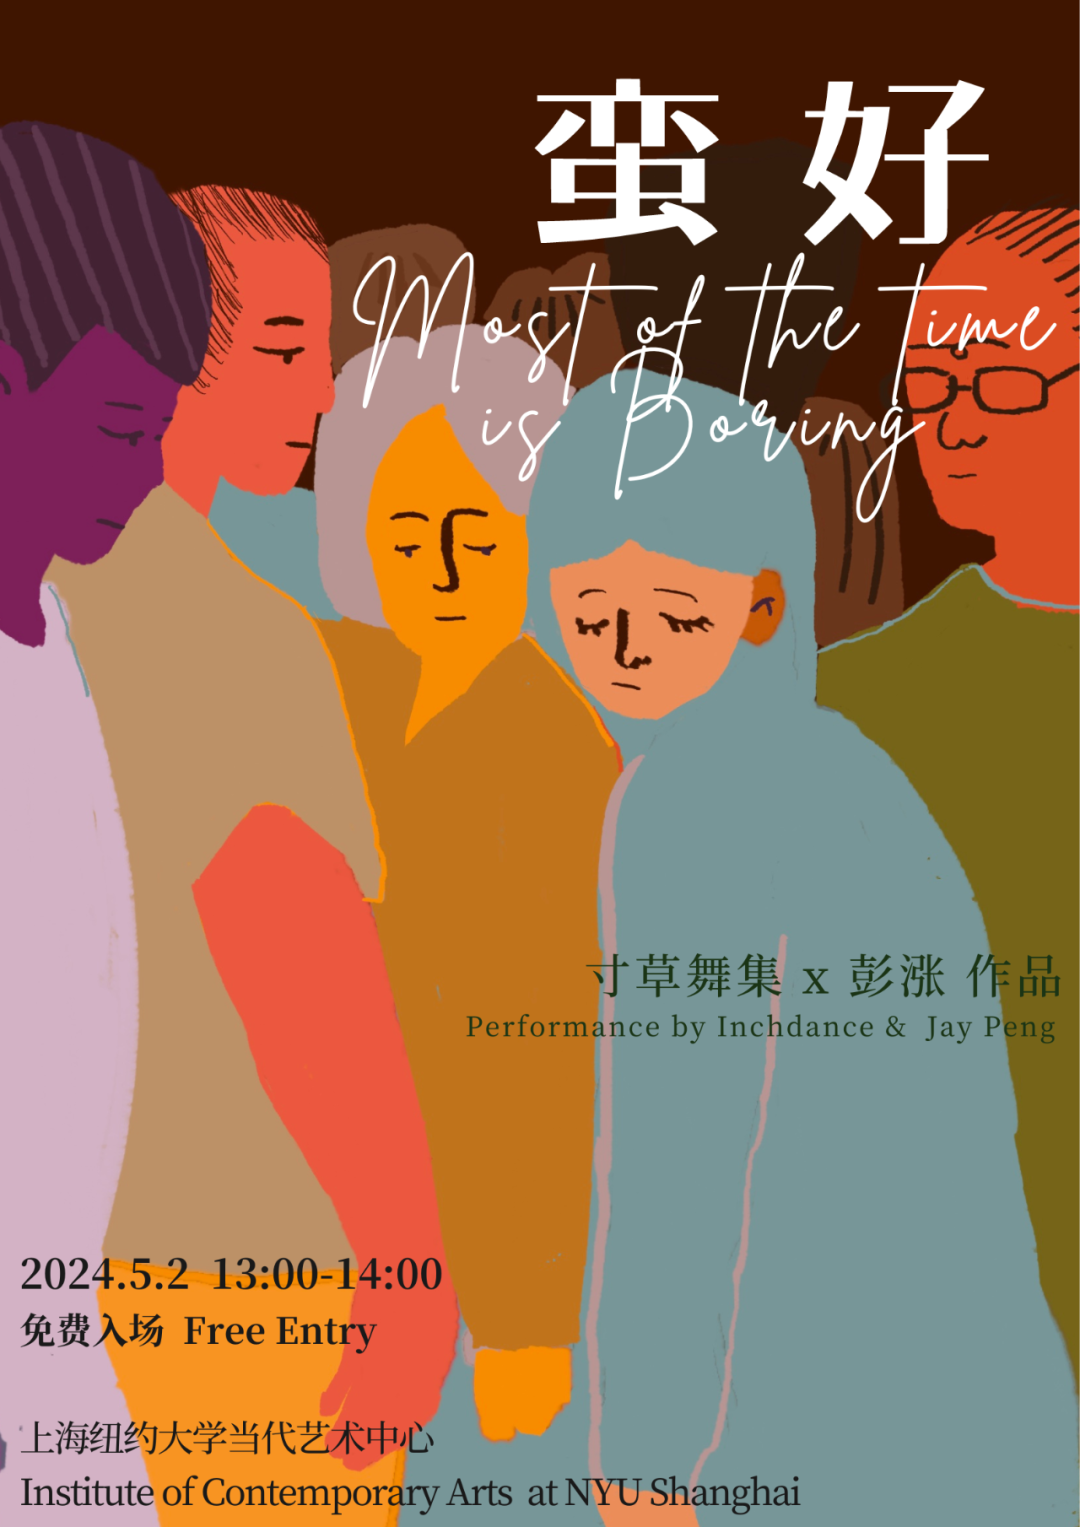 蛮 好
Most of the time
is Boring
寸草舞集 x 彭涨 作品
Performance by Inchdance & Jay Peng
2024.5.2 13:00-14:00
免费入场 Free Entry
上海纽约大学当代艺术中心
Institute of Contemporary Arts at NYU Shanghai